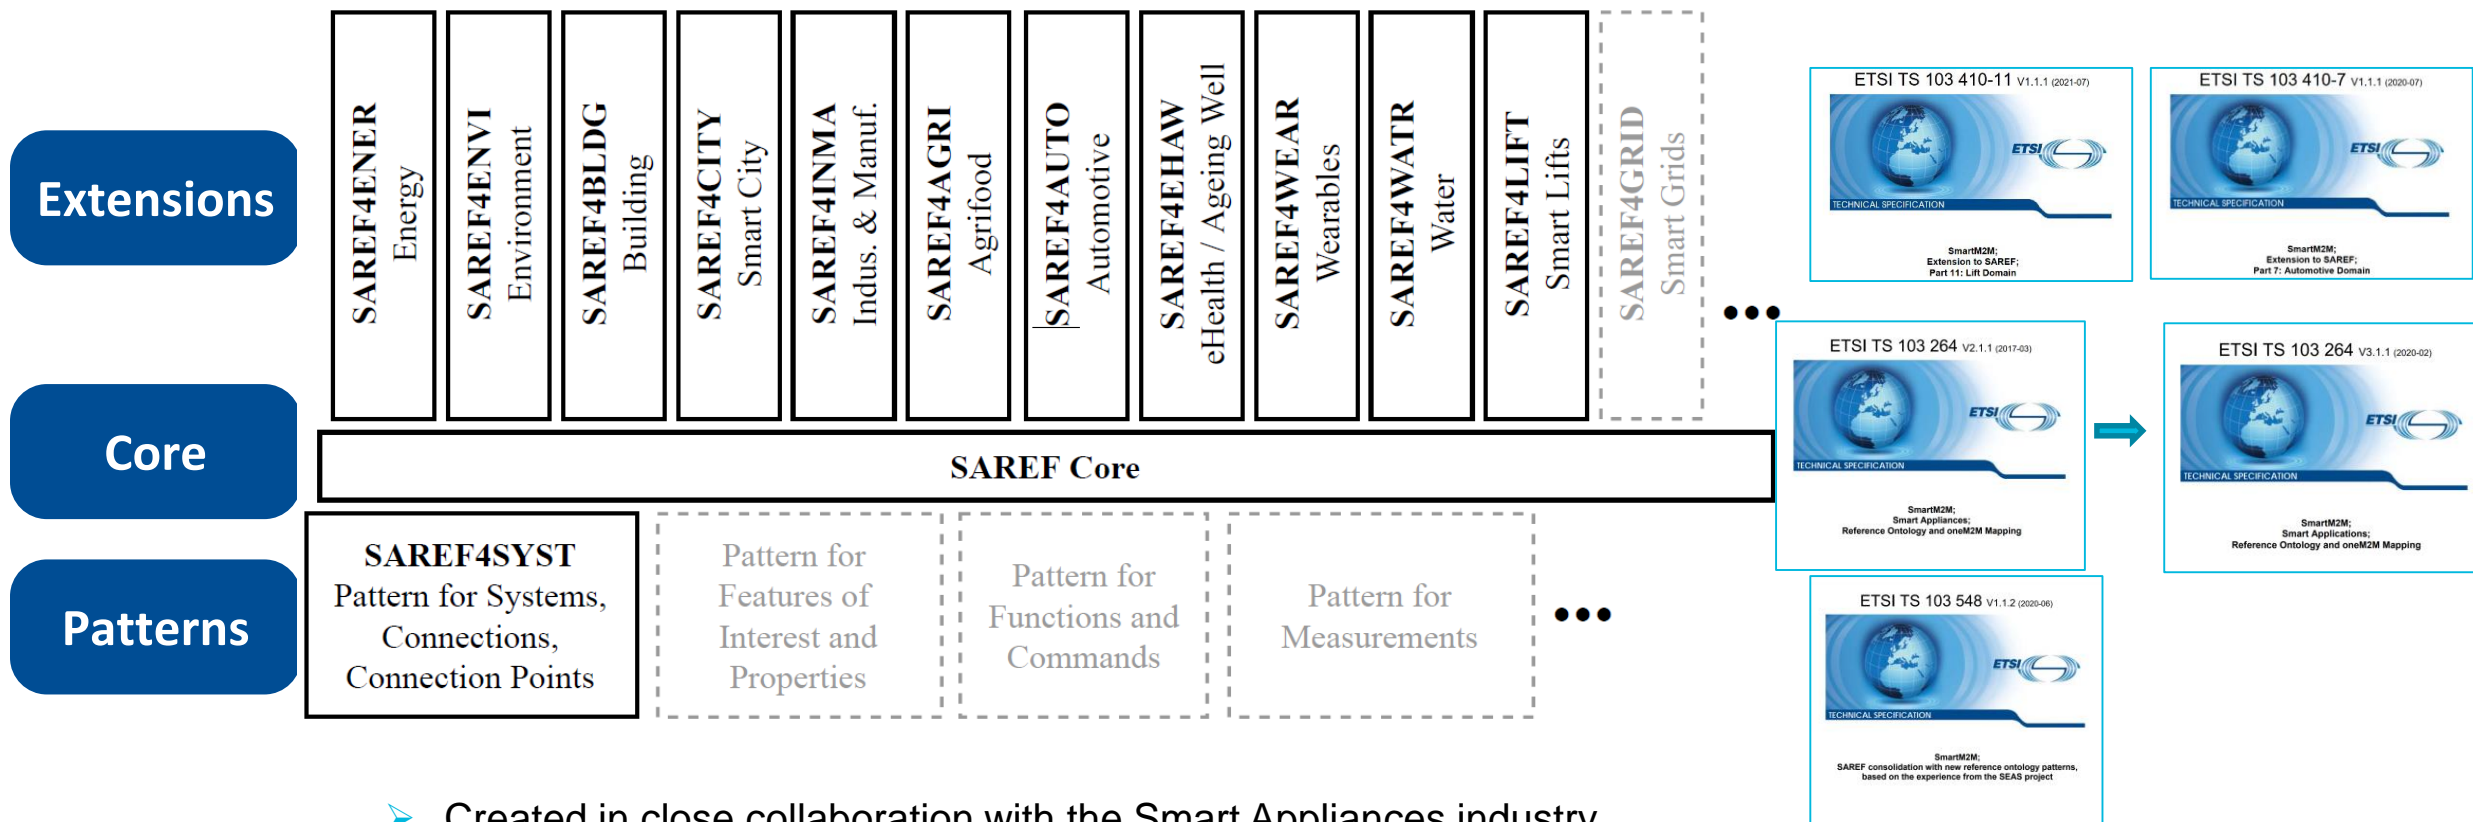 Extensions
SAREF4ENER
Energy
SAREF4ENVI
Environment
SAREF4BLDG
Building
SAREF4CITY
Smart City
SAREF4INMA
Indus. & Manuf.
SAREF4AGRI
Agrifood
SAREF4AUTO
Automotive
SAREF4EHAW
eHealth / Ageing Well
SAREF4WEAR
Wearables
SAREF4WATR
Water
SAREF4LIFT
Smart Lifts
SAREF4GRID
Smart Grids
•••
ETSI TS 103 410-11 V1.1.1 (2021-07)
ETSI
TECHNICAL SPECIFICATION
SmartM2M;
Extension to SAREF;
Part 11: Lift Domain
ETSI TS 103 410-7 V1.1.1 (2020-07)
ETSI
TECHNICAL SPECIFICATION
SmartM2M;
Extension to SAREF;
Part 7: Automotive Domain
Core
SAREF Core
ETSI TS 103 264 V2.1.1 (2017-03)
ETSI
TECHNICAL SPECIFICATION
SmartM2M;
Smart Appliances;
Reference Ontology and oneM2M Mapping
ETSI TS 103 264 V3.1.1 (2020-02)
ETSI
TECHNICAL SPECIFICATION
SmartM2M;
Smart Applications;
Reference Ontology and oneM2M Mapping
Patterns
SAREF4SYST
Pattern for Systems,
Connections,
Connection Points
Pattern for
Features of
Interest and
Properties
Pattern for
Functions and
Commands
Pattern for
Measurements
•••
ETSI TS 103 548 V1.1.2 (2020-06)
ETSI
TECHNICAL SPECIFICATION
SmartM2M;
SAREF consolidation with new reference ontology patterns,
based on the experience from the SEAS project
➢ Created in close collaboration with the Smart Appliances industry